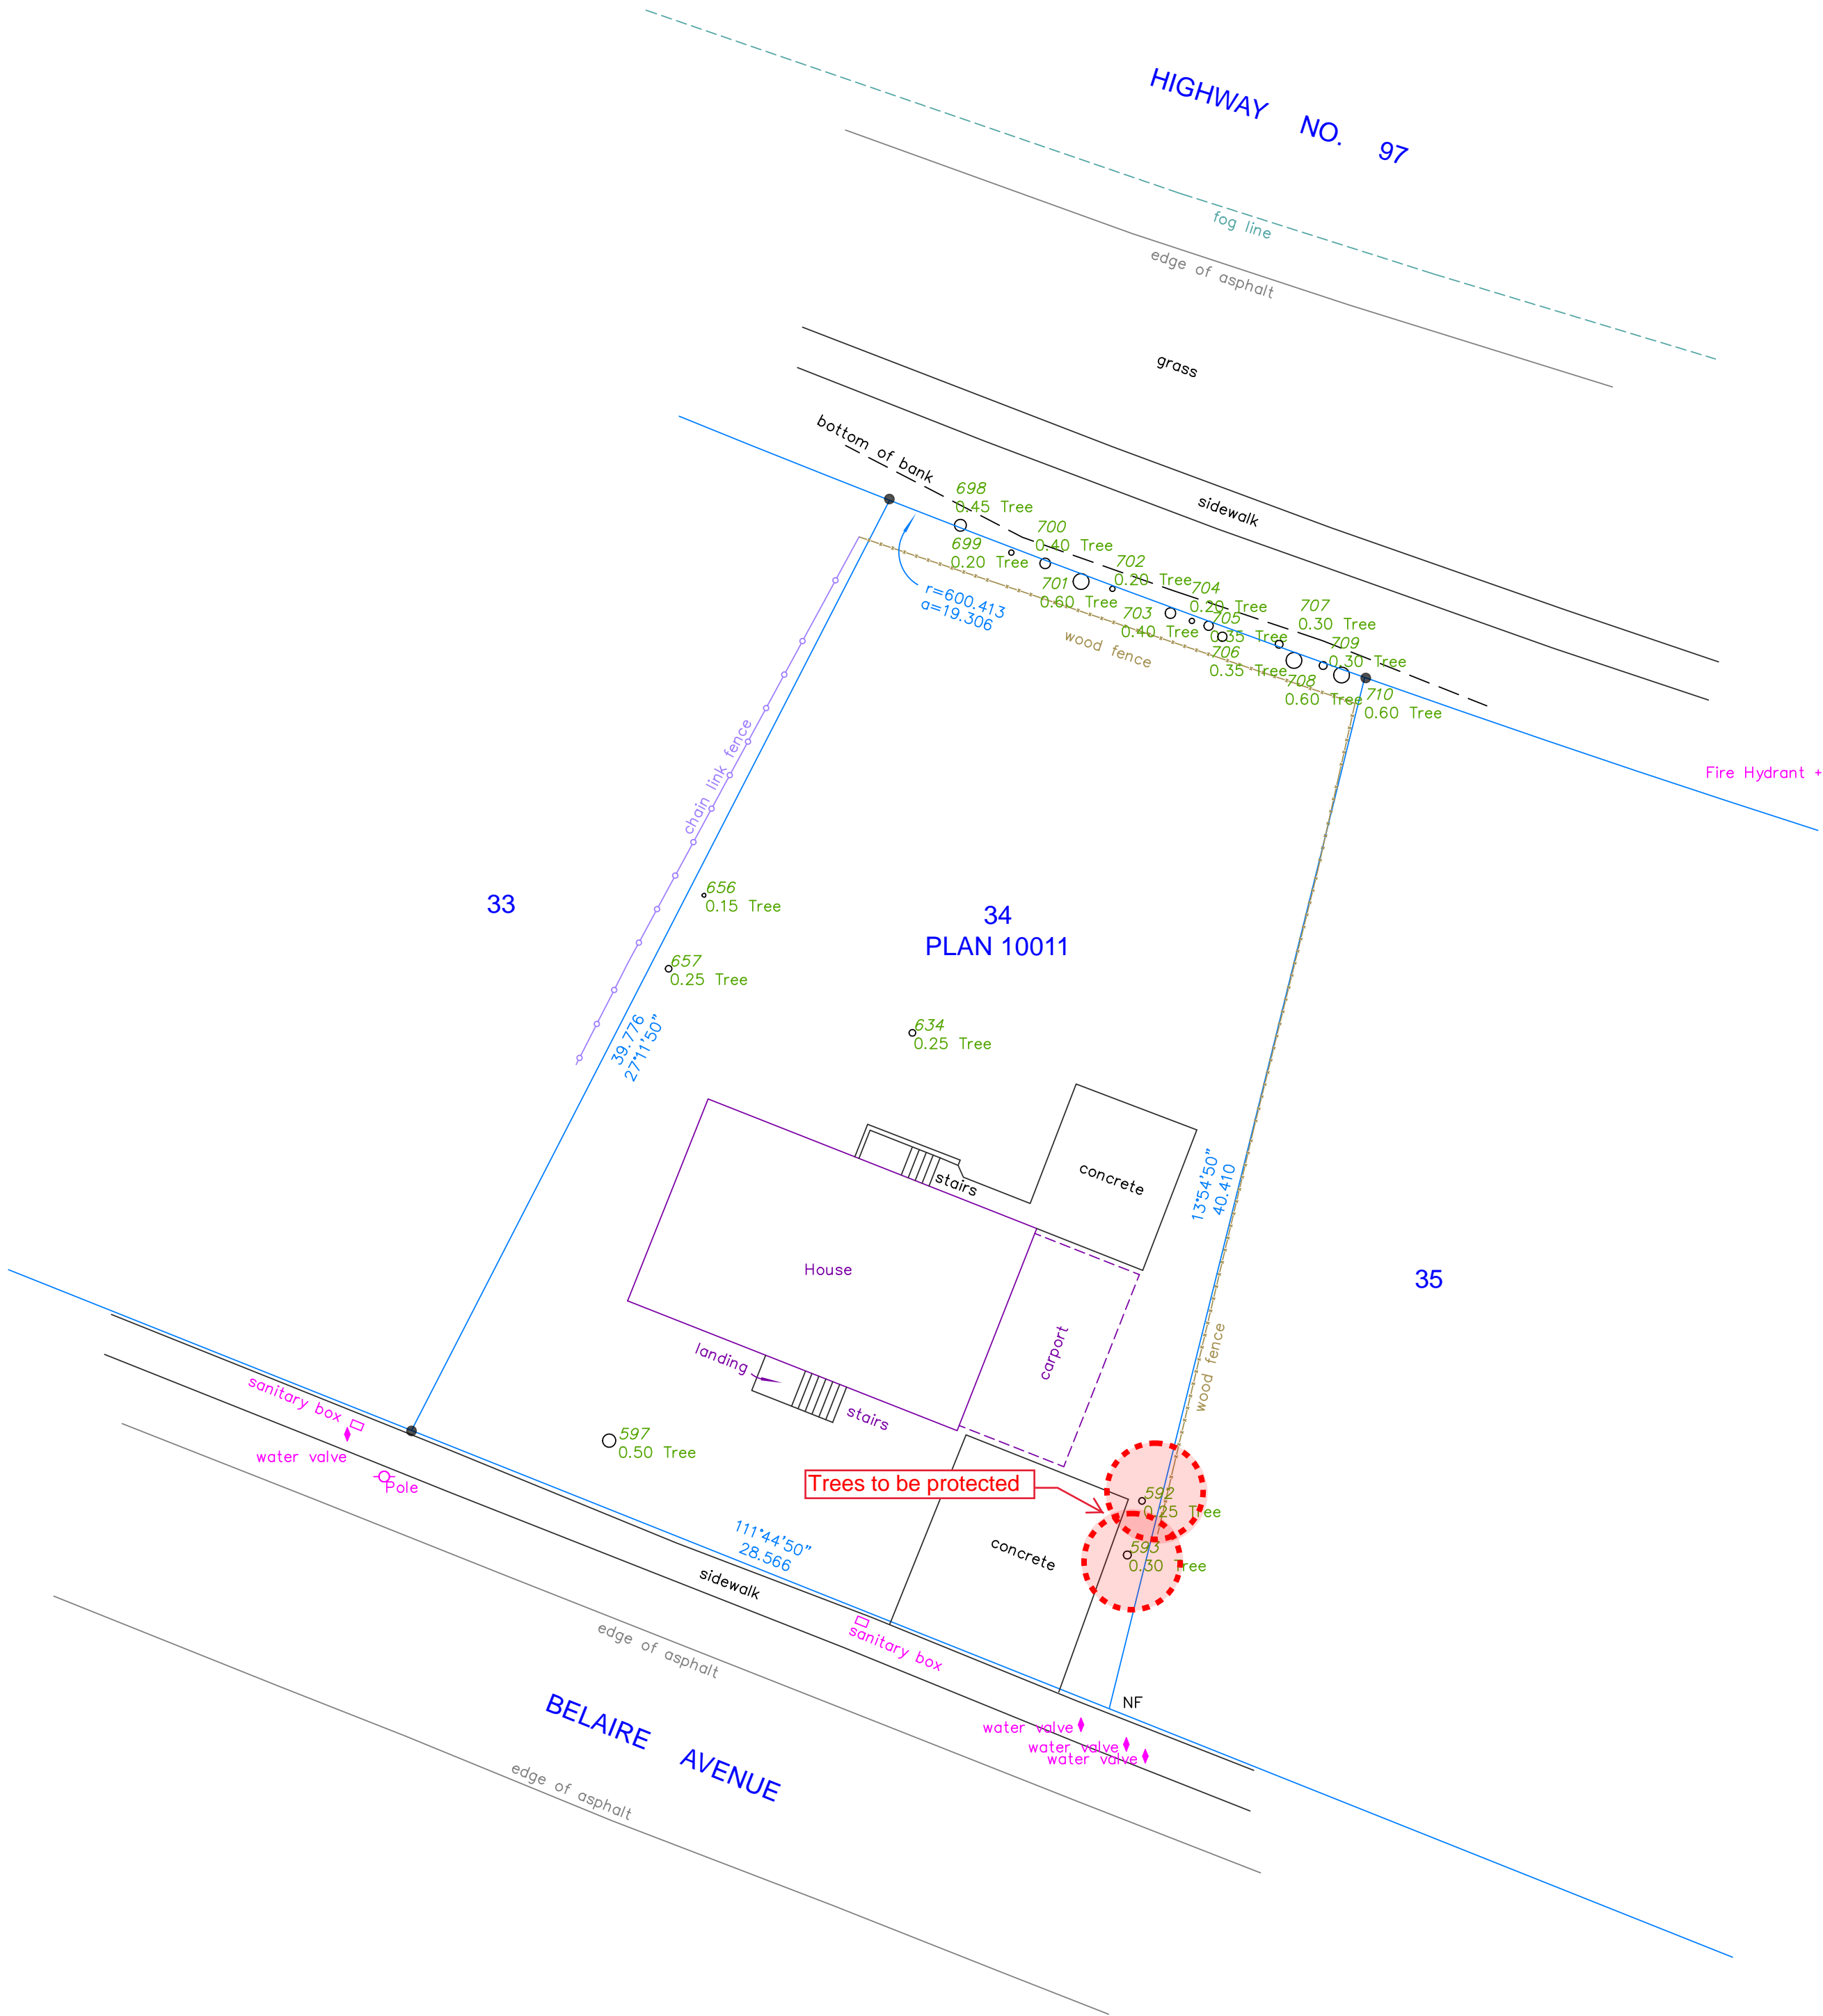 HIGHWAY NO. 97
fog line
edge of asphalt
grass
bottom of bank
sidewalk
698
0.45 Tree
700
0.40 Tree
699
0.20 Tree
702
0.20 Tree
701
0.60 Tree
704
0.20 Tree
703
0.40 Tree
705
0.35 Tree
706
0.35 Tree
707
0.30 Tree
709
0.30 Tree
708
0.60 Tree
710
0.60 Tree
r=600.413
a=19.306
wood fence
Fire Hydrant +
chain link fence
656
0.15 Tree
33
34
PLAN 10011
657
0.25 Tree
39.776
27°11'50"
634
0.25 Tree
stairs
concrete
13°54'50"
40.410
House
35
carport
wood fence
landing
stairs
sanitary box
water valve
Pole
597
0.50 Tree
Trees to be protected
592
0.25 Tree
593
0.30 Tree
111°44'50"
28.566
concrete
sidewalk
sanitary box
edge of asphalt
NF
water valve
water valve
water valve
BELAIRE AVENUE
edge of asphalt